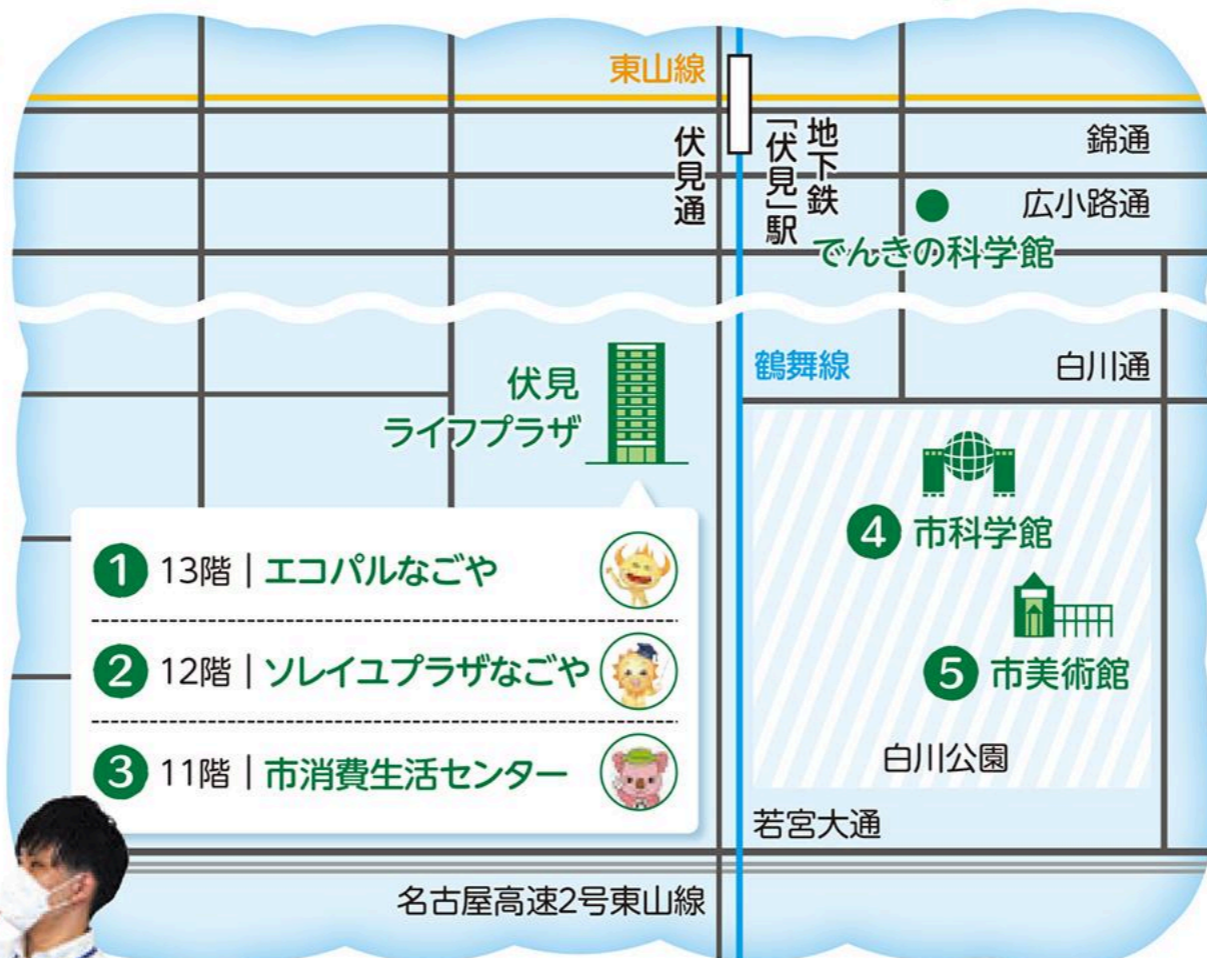 東山線
伏見通
地下鉄
「伏見」駅
錦通
広小路通
でんきの科学館
伏見
ライフプラザ
鶴舞線
白川通
1 13階｜エコパルなごや
2 12階｜ソレイユプラザなごや
3 11階｜市消費生活センター
4 市科学館
5 市美術館
白川公園
若宮大通
名古屋高速2号東山線